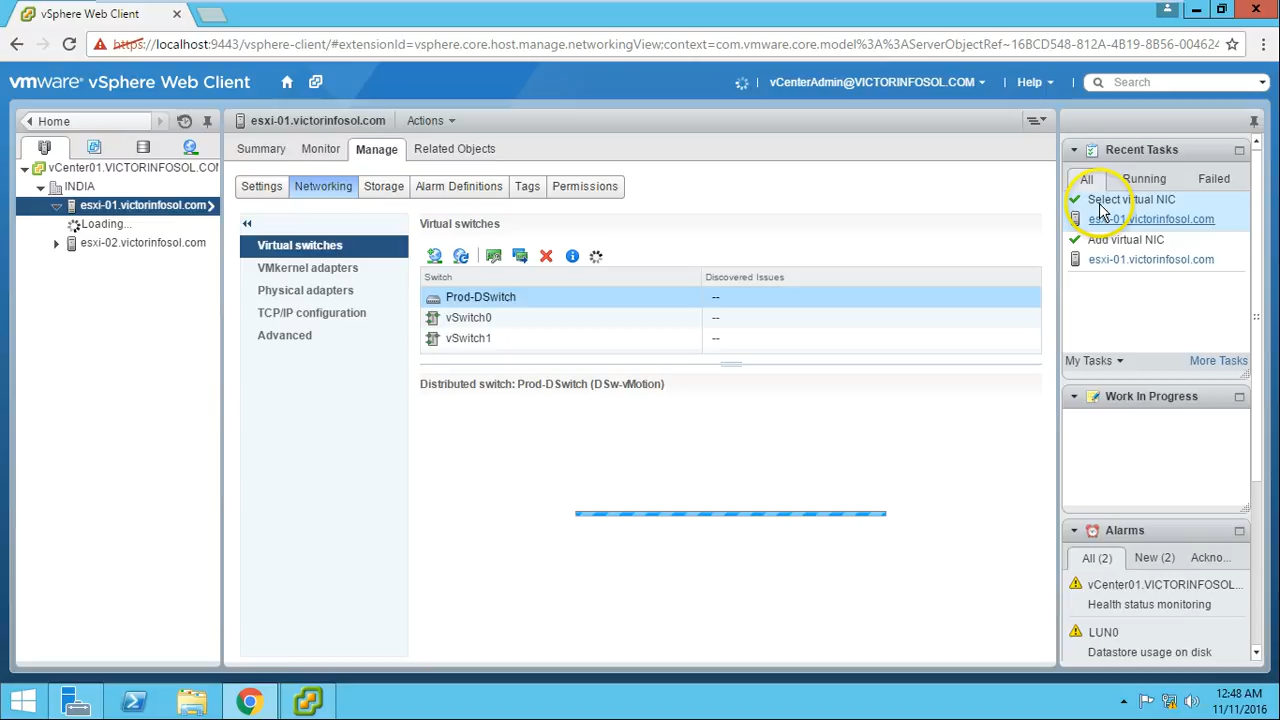 vSphere Web Client
https://localhost:9443/vsphere-client/#extensionId=vsphere.core.host.manage.networkingView;context=com.vmware.core.model%3A%3AServerObjectRef~16BCD548-812A-4B19-8B56-004624
vmware vSphere Web Client
vCenterAdmin@VICTORINFOSOL.COM
Help
Search
Home
esxi-01.victorinfosol.com
Actions
Recent Tasks
Summary
Monitor
Manage
Related Objects
vCenter01.VICTORINFOSOL.COM
INDIA
esxi-01.victorinfosol.com
Loading...
esxi-02.victorinfosol.com
Settings
Networking
Storage
Alarm Definitions
Tags
Permissions
Virtual switches
VMkernel adapters
Physical adapters
TCP/IP configuration
Advanced
Virtual switches
Switch
Discovered Issues
Prod-DSwitch
--
vSwitch0
--
vSwitch1
--
Distributed switch: Prod-DSwitch (DSw-vMotion)
All
Running
Failed
Select virtual NIC
esxi-01.victorinfosol.com
Add virtual NIC
esxi-01.victorinfosol.com
My Tasks
More Tasks
Work In Progress
Alarms
All (2)
New (2)
Ackno...
vCenter01.VICTORINFOSOL...
Health status monitoring
LUN0
Datastore usage on disk
12:48 AM
11/11/2016